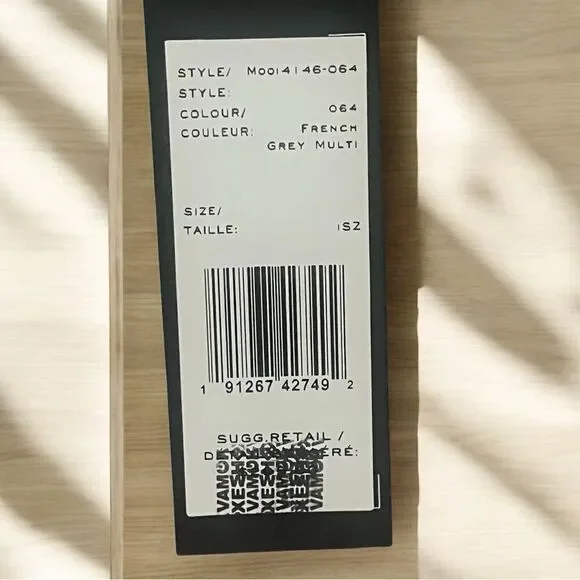 STYLE/ M0014146-064
STYLE:
COLOUR/ 064
COULEUR: FRENCH
GREY MULTI
SIZE/
TAILLE: 1SZ
1 91267 42749 2
SUGG.RETAIL /